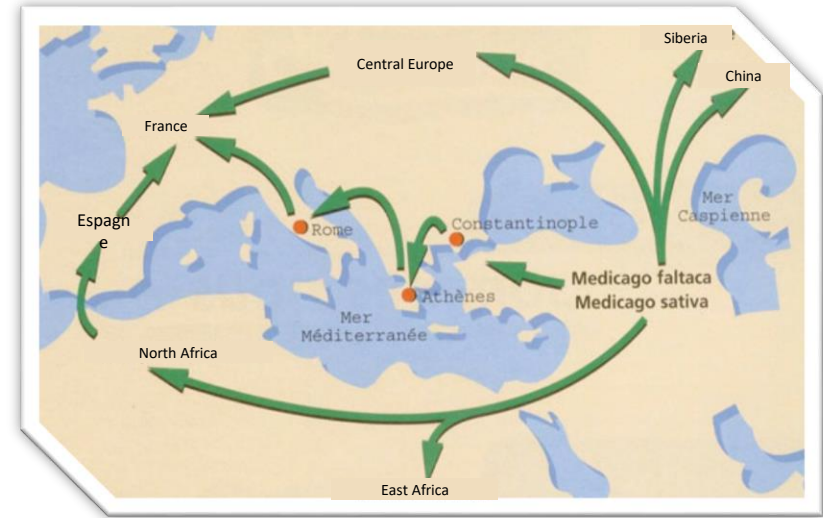 Siberia
Central Europe
China
France
Mer
Caspienne
Espagn
e
Rome
Constantinople
Medicago faltaca
Medicago sativa
Athènes
Mer
Méditerranée
North Africa
East Africa